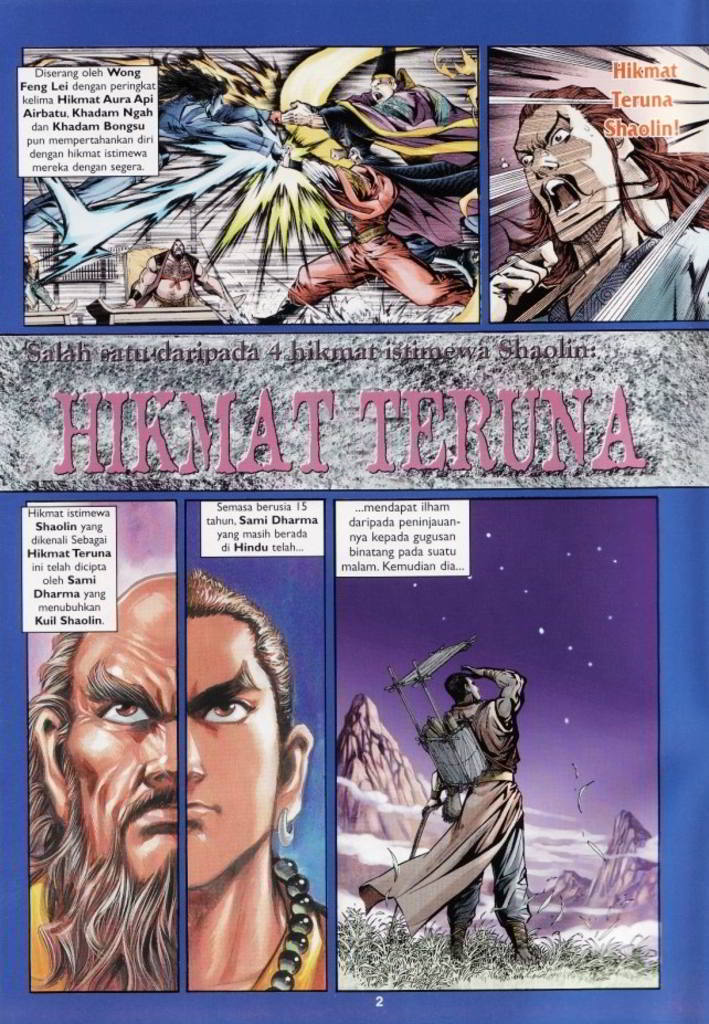 Diserang oleh Wong
Feng Lei dengan peringkat
kelima Hikmat Aura Api
Airbatu, Khadam Ngah
dan Khadam Bongsu
pun mempertahankan diri
dengan hikmat istimewa
mereka dengan segera.
Hikmat
Teruna
Shaolin!
Salah satu daripada 4 hikmat istimewa Shaolin:
HIKMAT TERUNA
Hikmat istimewa
Shaolin yang
dikenali Sebagai
Hikmat Teruna
ini telah dicipta
oleh Sami
Dharma yang
menubuhkan
Kuil Shaolin.
Semasa berusia 15
tahun, Sami Dharma
yang masih berada
di Hindu telah...
...mendapat ilham
daripada peninjauan-
nya kepada gugusan
binatang pada suatu
malam. Kemudian dia...
2